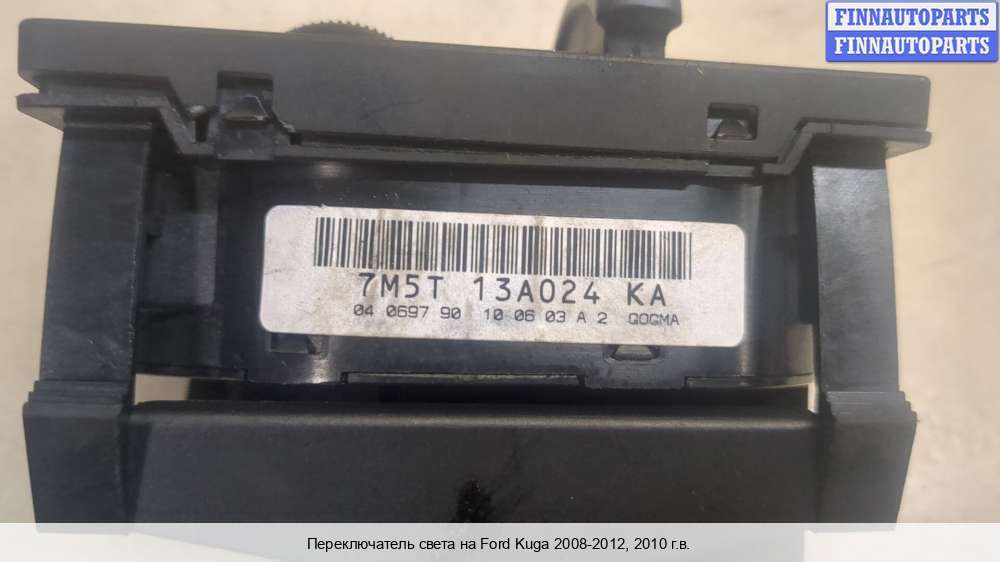 FINNAUTOPARTS
FINNAUTOPARTS
7M5T 13A024 KA
04 0697 90 10 06 03 A 2 QOGMA
Переключатель света на Ford Kuga 2008-2012, 2010 г.в.